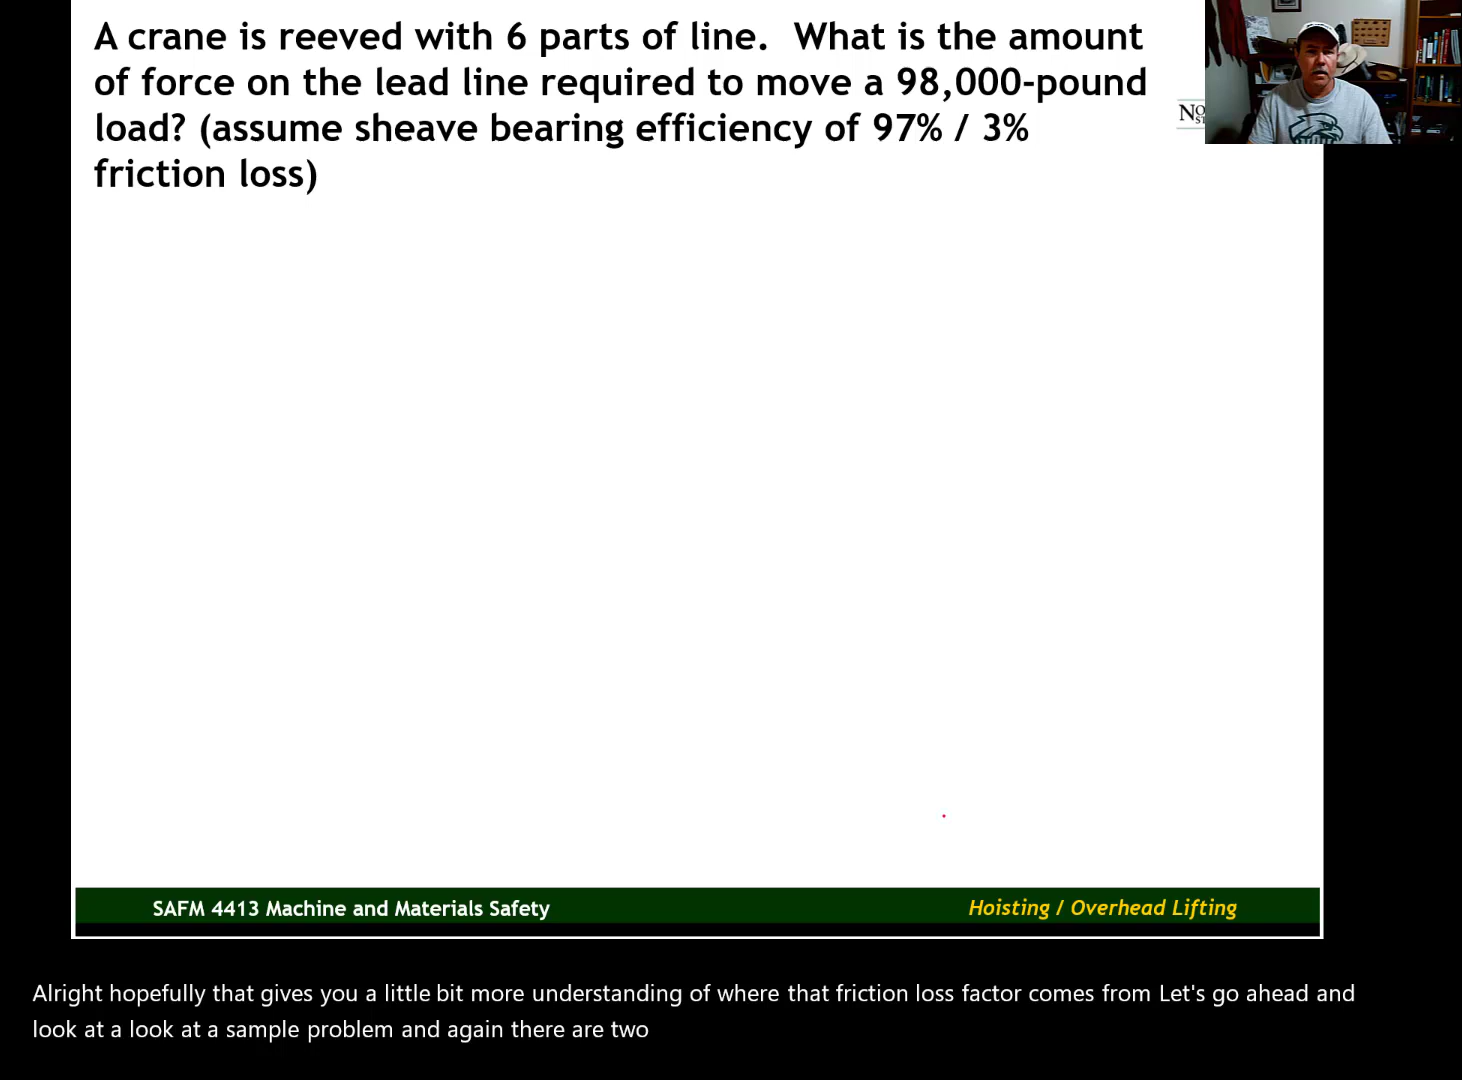 A crane is reeved with 6 parts of line.  What is the amount
of force on the lead line required to move a 98,000-pound
load? (assume sheave bearing efficiency of 97% / 3%
friction loss)
SAFM 4413 Machine and Materials Safety
Hoisting / Overhead Lifting
Alright hopefully that gives you a little bit more understanding of where that friction loss factor comes from Let's go ahead and
look at a look at a sample problem and again there are two